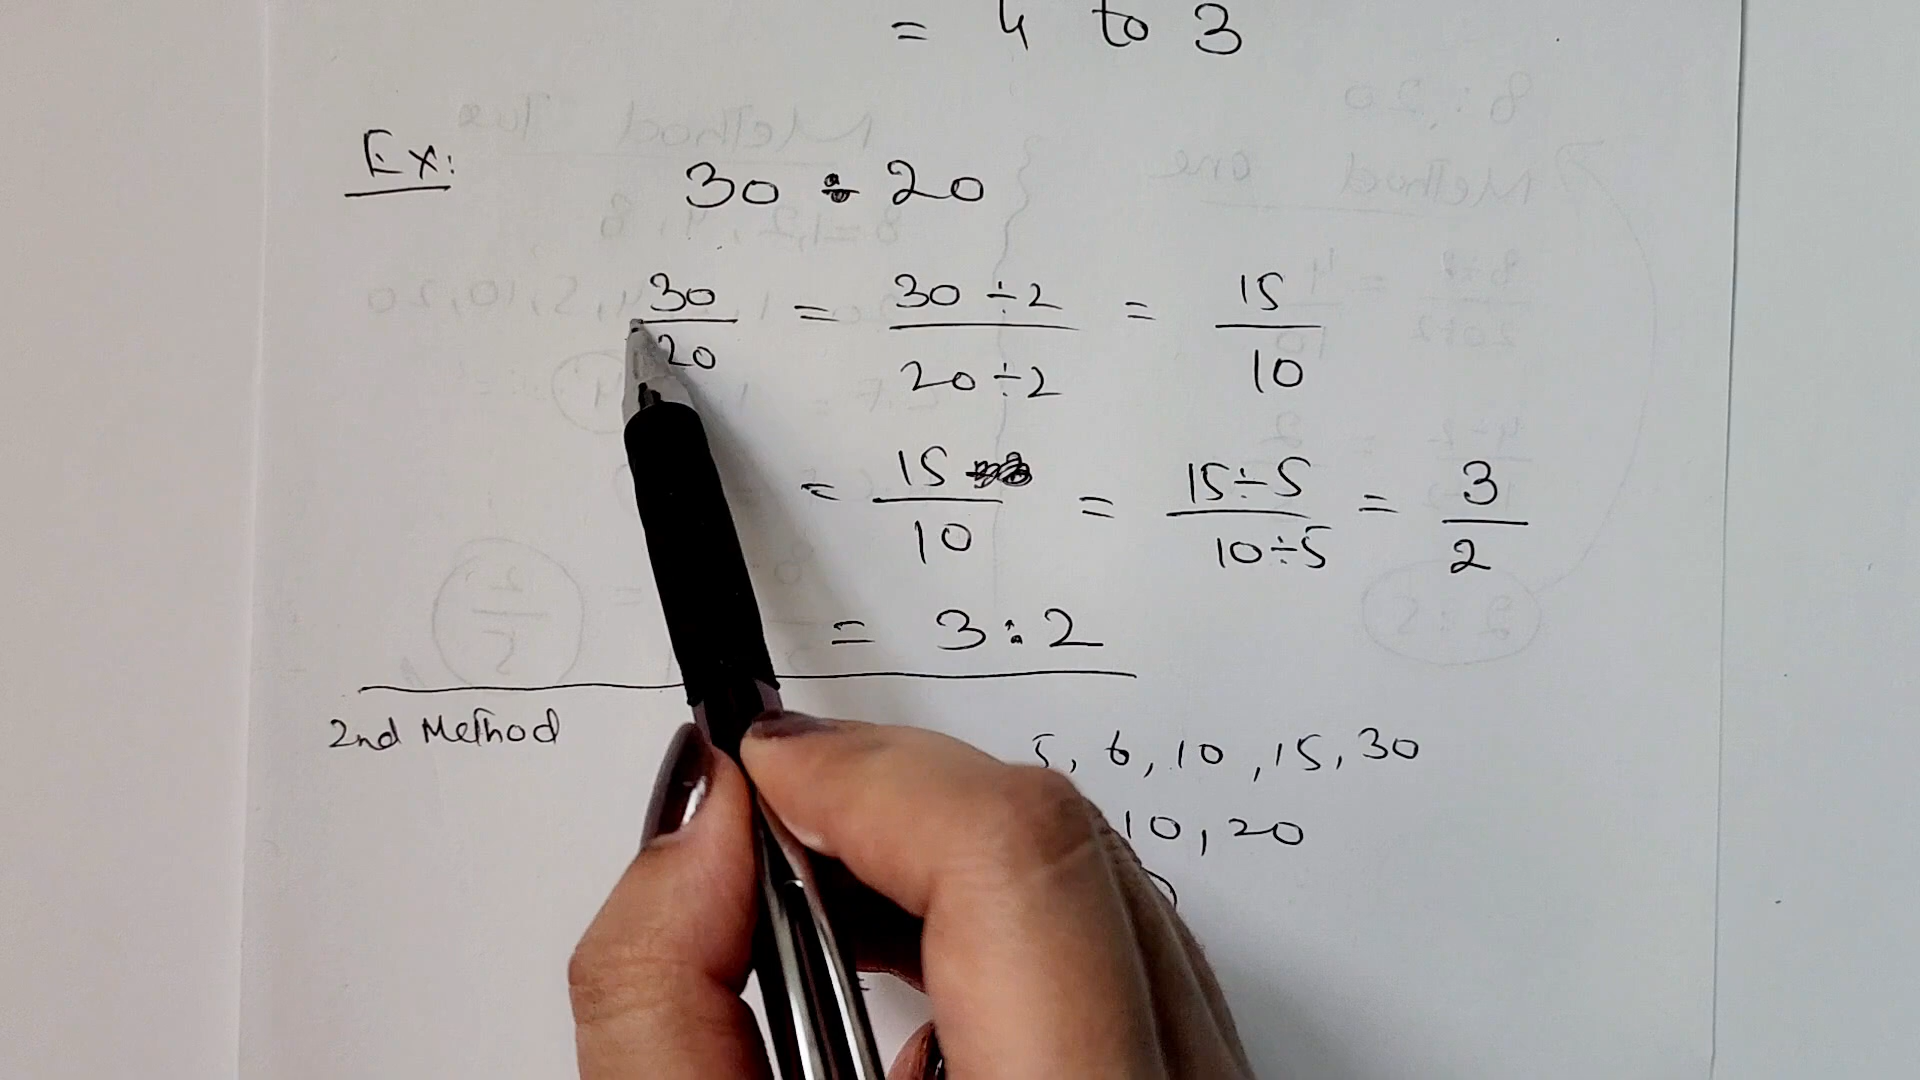 = 4 to 3
Ex: 30 ÷ 20
30/20 = 30÷2/20÷2 = 15/10
= 15/10 = 15÷5/10÷5 = 3/2
= 3:2
2nd Method
5, 6, 10, 15, 30
10, 20